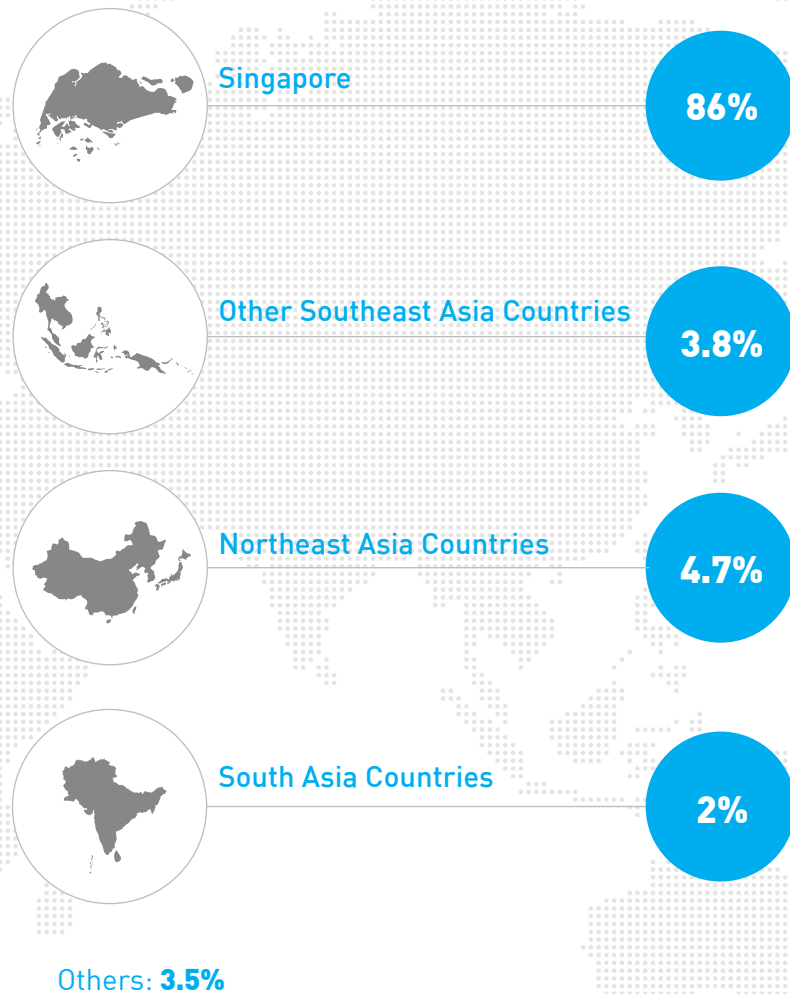 Singapore
86%
Other Southeast Asia Countries
3.8%
Northeast Asia Countries
4.7%
South Asia Countries
2%
Others: 3.5%